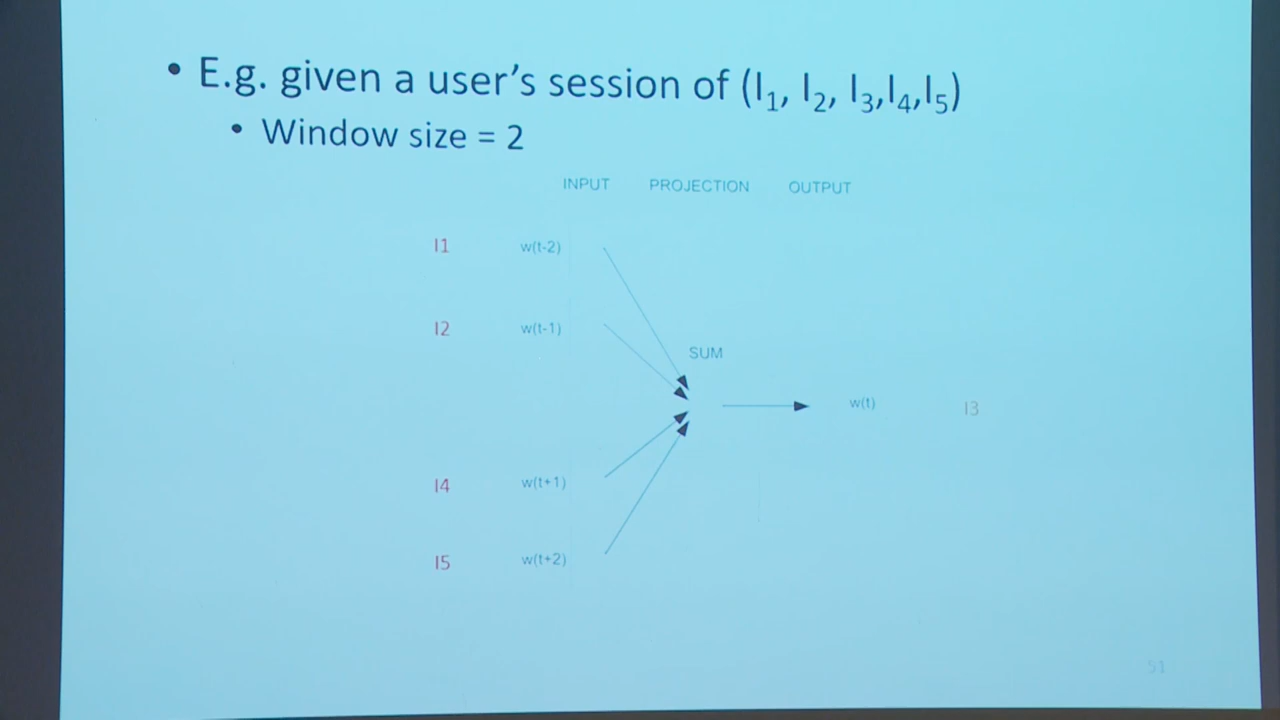 • E.g. given a user's session of (I₁, I₂, I₃,I₄,I₅)
• Window size = 2
INPUT PROJECTION OUTPUT
I1 w(t-2)
I2 w(t-1)
SUM
w(t) I3
I4 w(t+1)
I5 w(t+2)
51